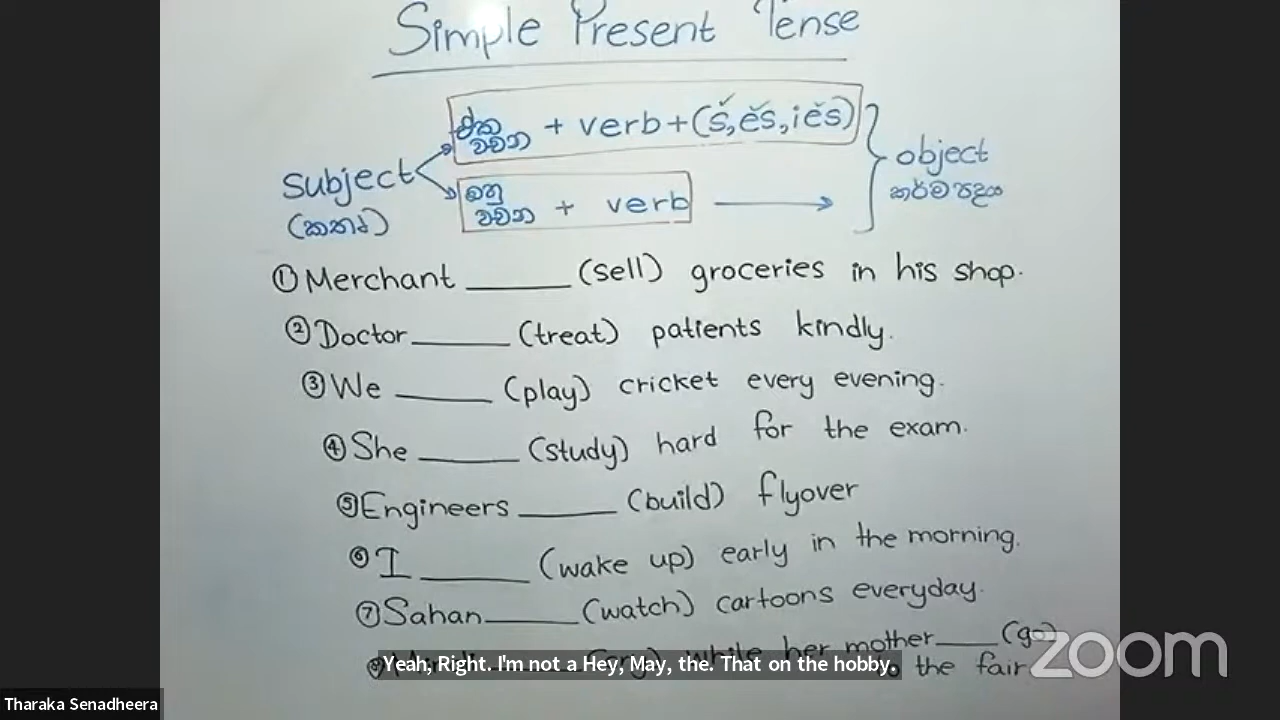 Simple Present Tense
ඒක වචන + verb + (s, es, ies)
subject (කතෘ)
object කර්ම පදය
බහු වචන + verb
① Merchant ______ (sell) groceries in his shop.
② Doctor ______ (treat) patients kindly.
③ We ______ (play) cricket every evening.
④ She ______ (study) hard for the exam.
⑤ Engineers ______ (build) flyover
⑥ I ______ (wake up) early in the morning.
⑦ Sahan ______ (watch) cartoons everyday.
while her mother ____ (go)
the fair
Yeah, Right. I'm not a Hey, May, the. That on the hobby.
zoom
Tharaka Senadheera